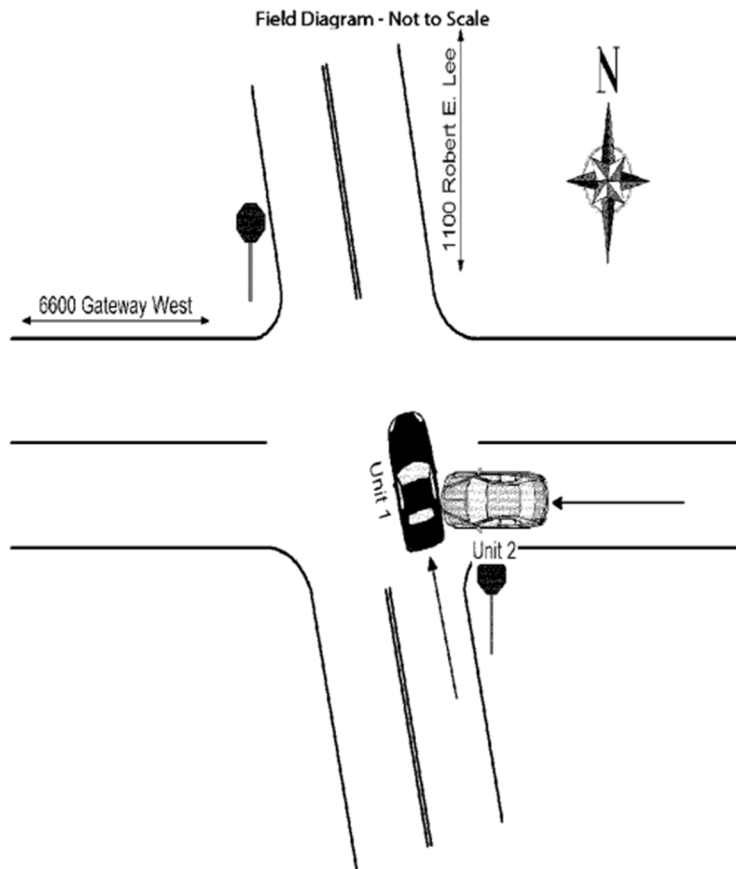 Field Diagram - Not to Scale
N
1100 Robert E. Lee
6600 Gateway West
Unit 1
Unit 2